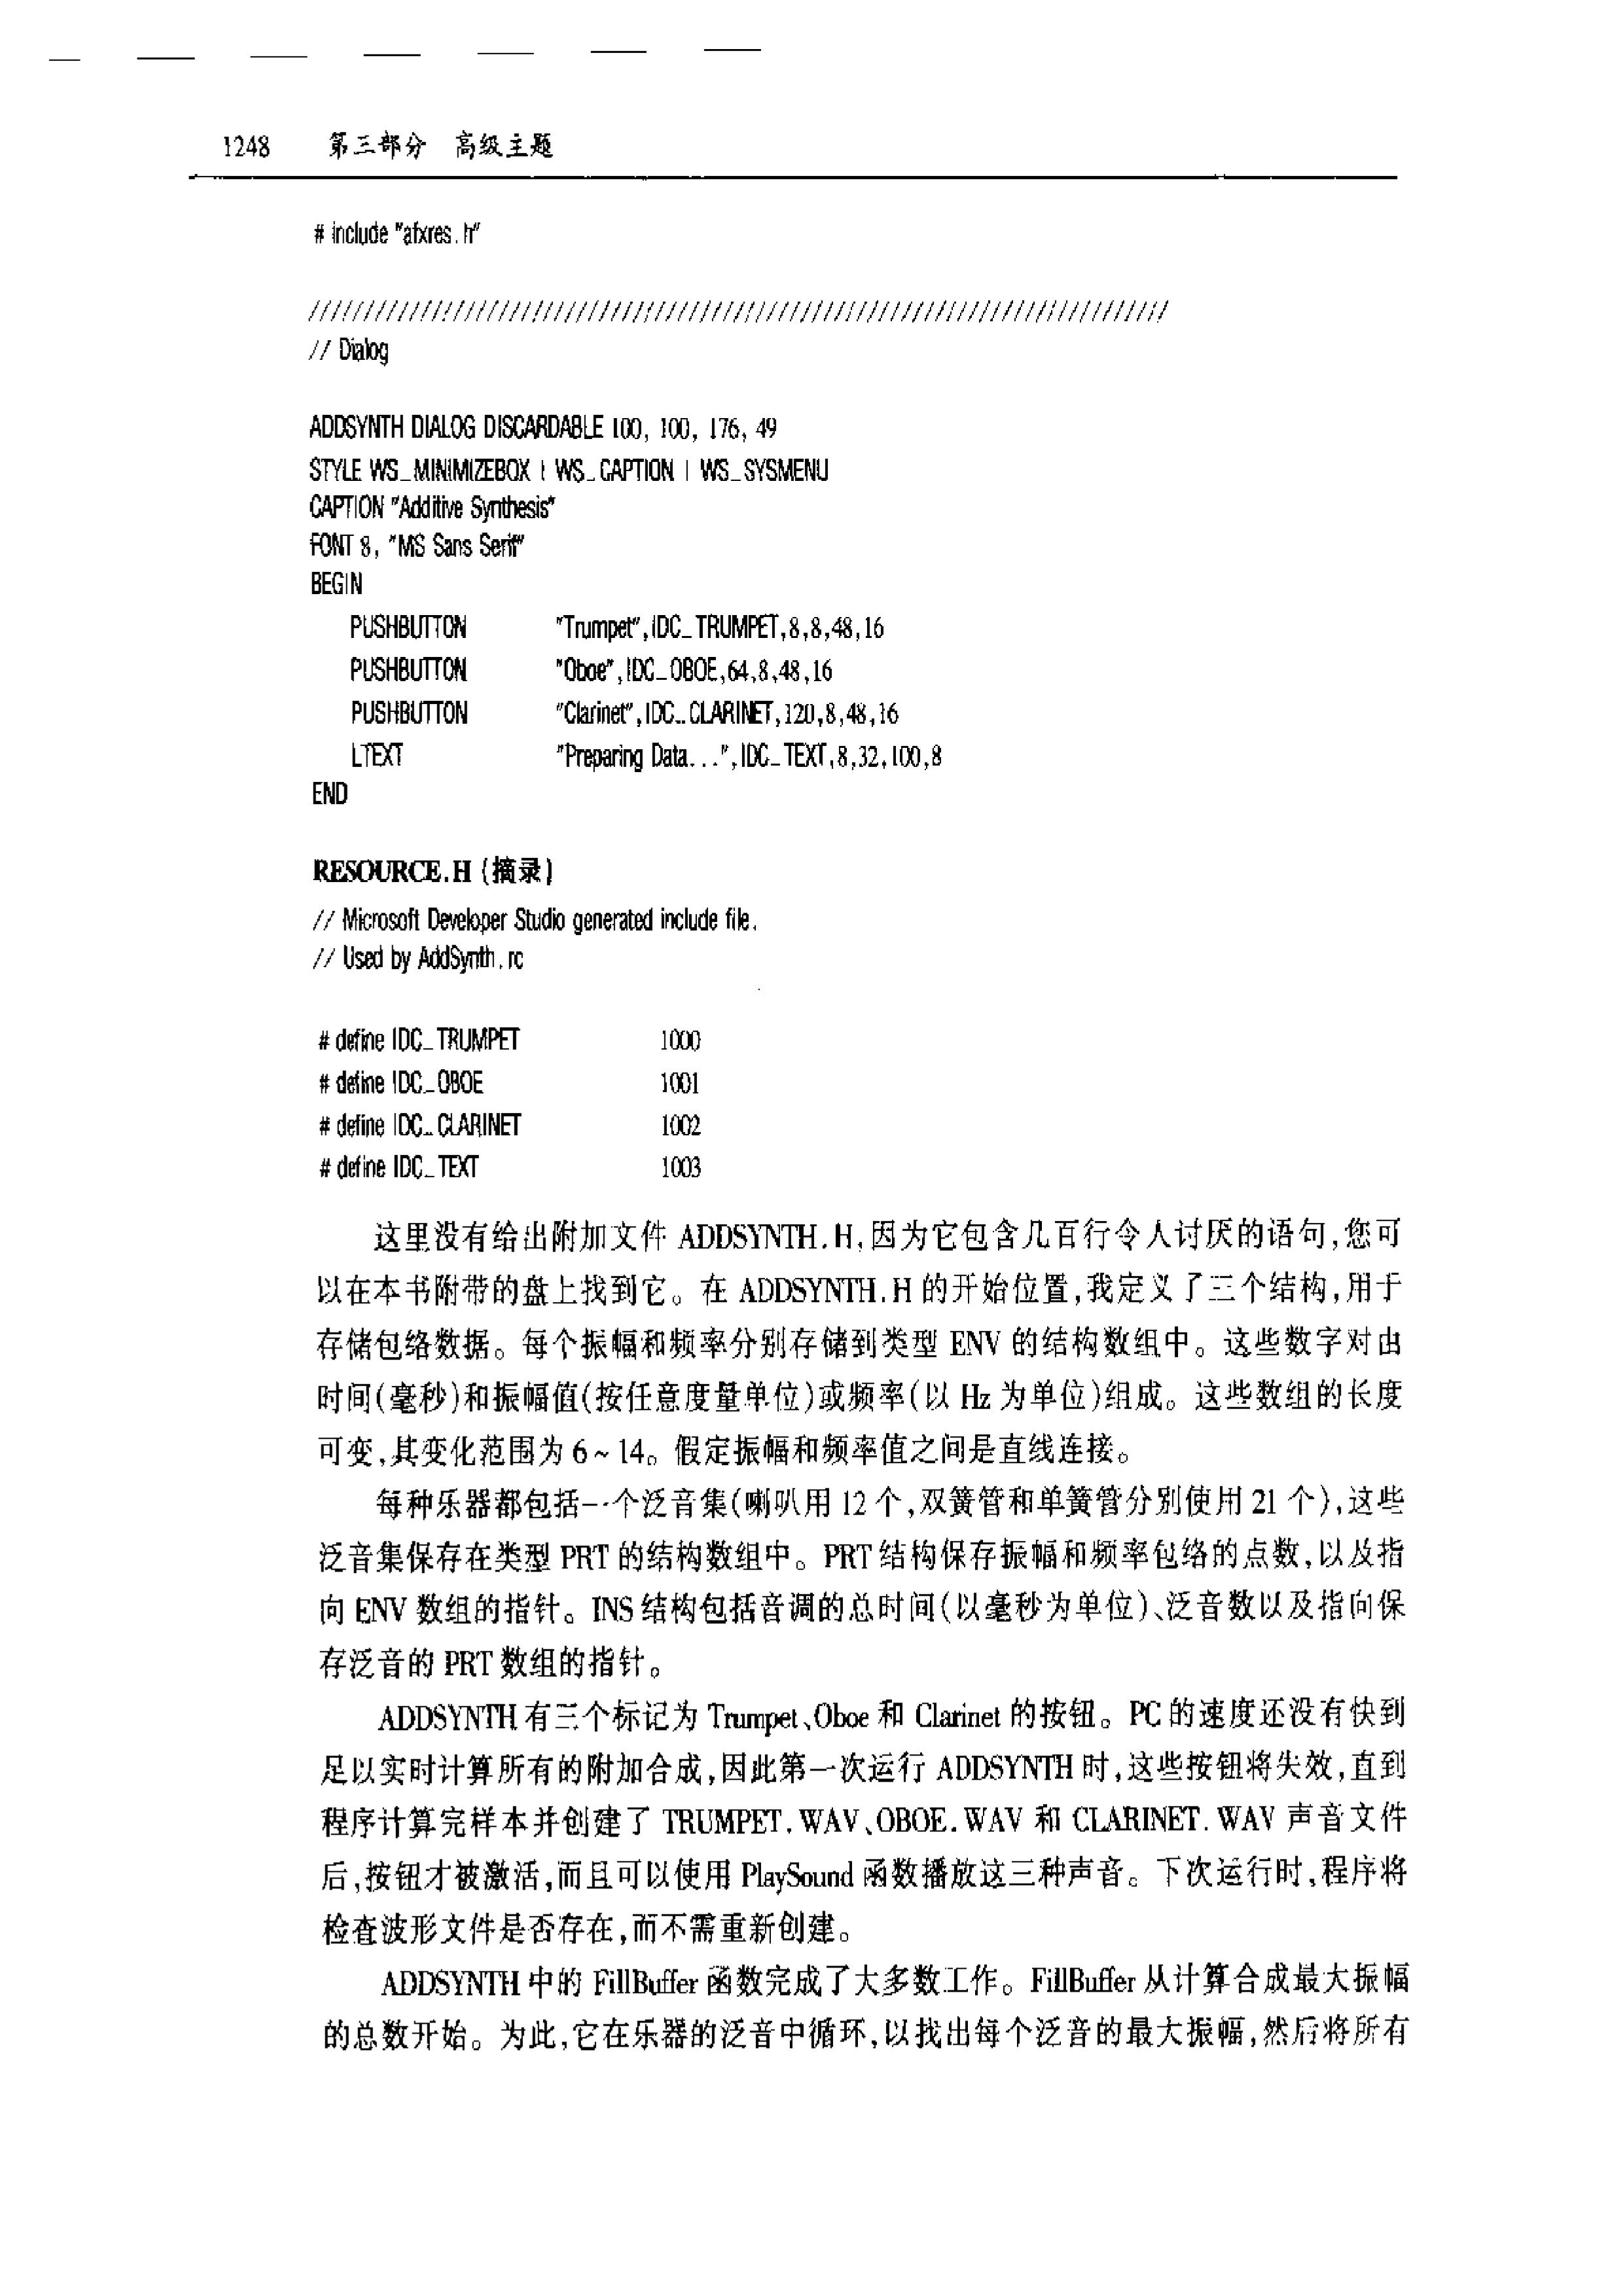 1248 第三部分 高级主题
# include "afxres.h"
////////////////////////////////////////////////////////////////////////////
// Dialog
ADDSYNTH DIALOG DISCARDABLE 100, 100, 176, 49
STYLE WS_MINIMIZEBOX | WS_CAPTION | WS_SYSMENU
CAPTION "Additive Synthesis"
FONT 8, "MS Sans Serif"
BEGIN
PUSHBUTTON "Trumpet",IDC_TRUMPET,8,8,48,16
PUSHBUTTON "Oboe",IDC_OBOE,64,8,48,16
PUSHBUTTON "Clarinet",IDC_CLARINET,120,8,48,16
LTEXT "Preparing Data...",IDC_TEXT,8,32,100,8
END
RESOURCE.H (摘录)
// Microsoft Developer Studio generated include file.
// Used by AddSynth.rc
# define IDC_TRUMPET 1000
# define IDC_OBOE 1001
# define IDC_CLARINET 1002
# define IDC_TEXT 1003
这里没有给出附加文件 ADDSYNTH.H,因为它包含几百行令人讨厌的语句,您可
以在本书附带的盘上找到它。在 ADDSYNTH.H 的开始位置,我定义了三个结构,用于
存储包络数据。每个振幅和频率分别存储到类型 ENV 的结构数组中。这些数字对由
时间(毫秒)和振幅值(按任意度量单位)或频率(以 Hz 为单位)组成。这些数组的长度
可变,其变化范围为 6~14。假定振幅和频率值之间是直线连接。
每种乐器都包括一个泛音集(喇叭用 12 个,双簧管和单簧管分别使用 21 个),这些
泛音集保存在类型 PRT 的结构数组中。PRT 结构保存振幅和频率包络的点数,以及指
向 ENV 数组的指针。INS 结构包括音调的总时间(以毫秒为单位)、泛音数以及指向保
存泛音的 PRT 数组的指针。
ADDSYNTH 有三个标记为 Trumpet、Oboe 和 Clarinet 的按钮。PC 的速度还没有快到
足以实时计算所有的附加合成,因此第一次运行 ADDSYNTH 时,这些按钮将失效,直到
程序计算完样本并创建了 TRUMPET.WAV、OBOE.WAV 和 CLARINET.WAV 声音文件
后,按钮才被激活,而且可以使用 PlaySound 函数播放这三种声音。下次运行时,程序将
检查波形文件是否存在,而不需重新创建。
ADDSYNTH 中的 FillBuffer 函数完成了大多数工作。FillBuffer 从计算合成最大振幅
的总数开始。为此,它在乐器的泛音中循环,以找出每个泛音的最大振幅,然后将所有